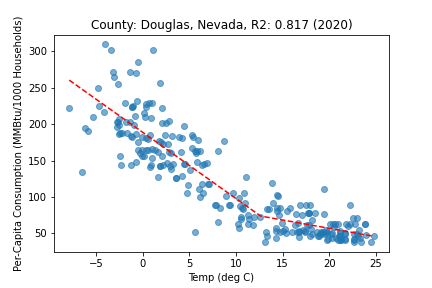 County: Douglas, Nevada, R2: 0.817 (2020)
Per-Capita Consumption (MMBtu/1000 Households)
300
250
200
150
100
50
−5 0 5 10 15 20 25
Temp (deg C)